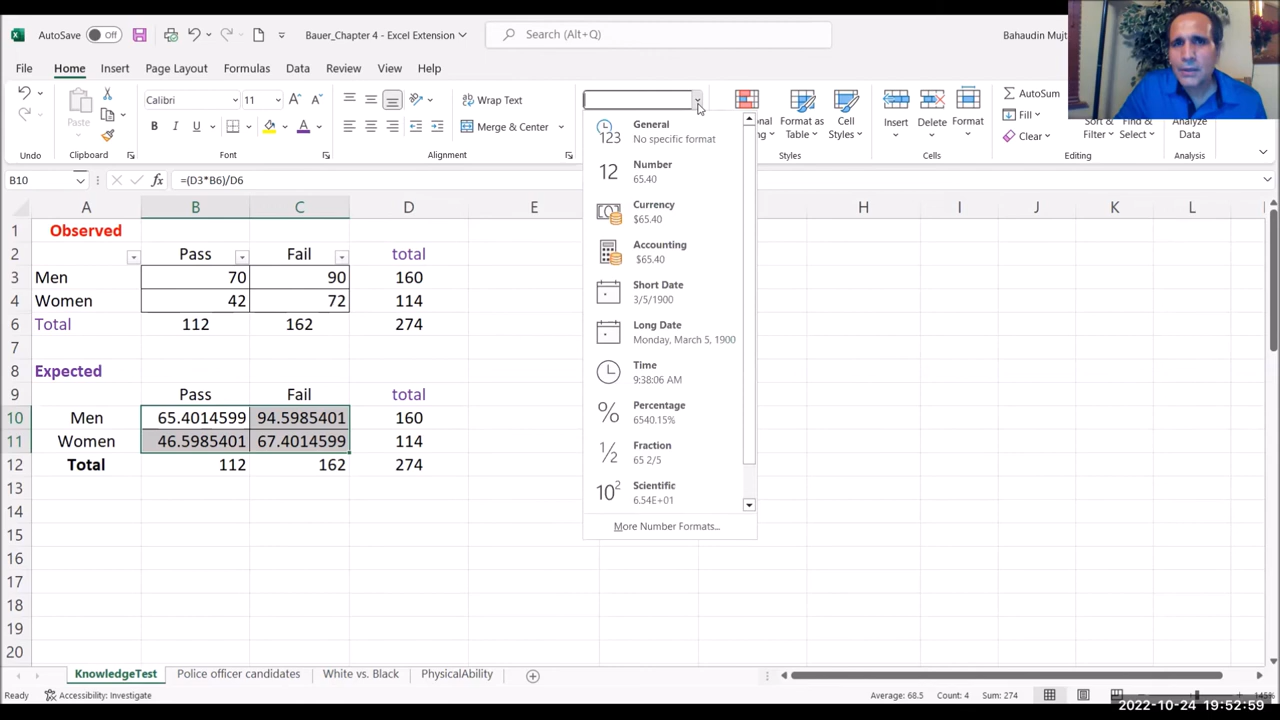 AutoSave Off Bauer_Chapter 4 - Excel Extension Search (Alt+Q) Bahaudin Mujt
File Home Insert Page Layout Formulas Data Review View Help
Calibri 11 Wrap Text AutoSum
Fill
Paste Merge & Center Format as Table Cell Styles Insert Delete Format Sort & Filter Find & Select Analyze Data
Clear
Undo Clipboard Font Alignment Styles Cells Editing Analysis
B10 =(D3*B6)/D6
General
No specific format
Number
65.40
Currency
$65.40
Accounting
$65.40
Short Date
3/5/1900
Long Date
Monday, March 5, 1900
Time
9:38:06 AM
Percentage
6540.15%
Fraction
65 2/5
Scientific
6.54E+01
More Number Formats...
A B C D E H I J K L
1 Observed
2 Pass Fail total
3 Men 70 90 160
4 Women 42 72 114
6 Total 112 162 274
7
8 Expected
9 Pass Fail total
10 Men 65.4014599 94.5985401 160
11 Women 46.5985401 67.4014599 114
12 Total 112 162 274
13
14
15
16
17
18
19
20
KnowledgeTest Police officer candidates White vs. Black PhysicalAbility
Ready Accessibility: Investigate Average: 68.5 Count: 4 Sum: 274 145%
2022-10-24 19:52:59